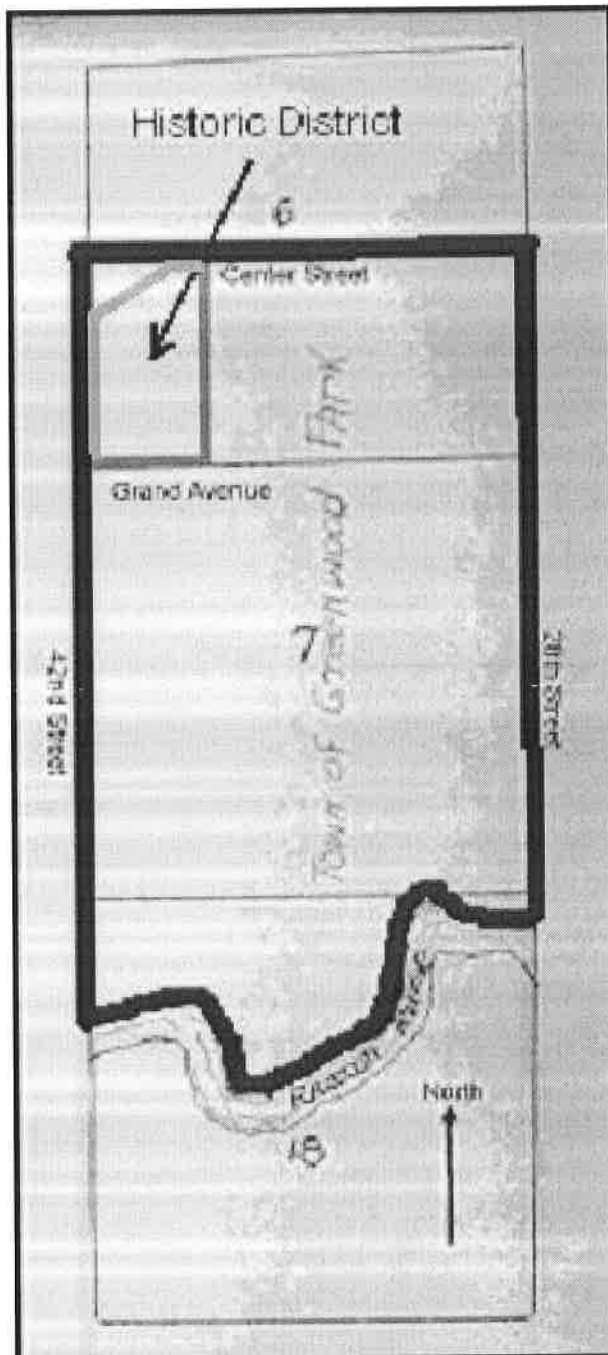 Historic District
6
Center Street
Grand Avenue
Town of Greenwood Park
7
42nd Street
28th Street
Raccoon River
North
18